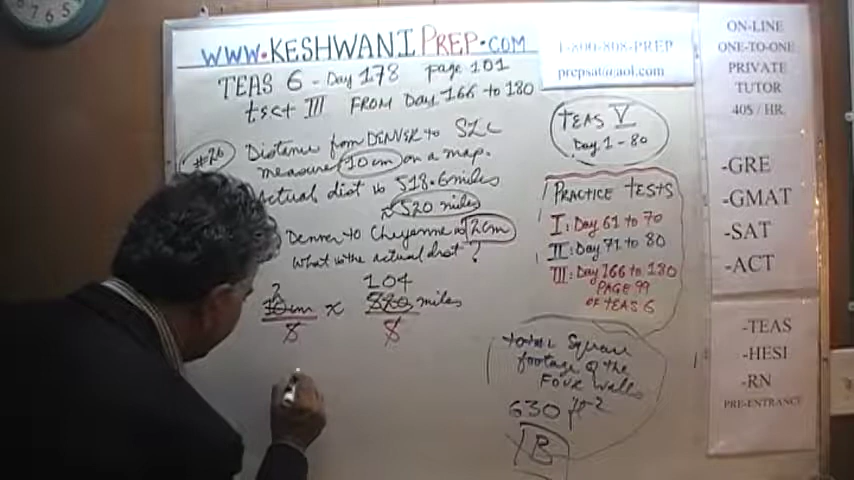 WWW.KESHWANIPREP.COM
TEAS 6 - Day 178 page 101
test III FROM Day 166 to 180
#26 Distance from DENVER to SLC
measures 10cm on a map.
Actual dist is 518.6 miles
≈ 520 miles
Denver to Cheyenne is 2cm
What is the actual dist?
2 104
10cm x 520 miles
5 5
1-800-808-PREP
prepsat@aol.com
TEAS V
Day 1-80
PRACTICE TESTS
I: Day 61 to 70
II: Day 71 to 80
III: Day 166 to 180
PAGE 99
OF TEAS 6
total Square
footage of the
FOUR walls
630 ft2
B
ON-LINE
ONE-TO-ONE
PRIVATE
TUTOR
40$ / HR.
-GRE
-GMAT
-SAT
-ACT
-TEAS
-HESI
-RN
PRE-ENTRANCE
5
6
7